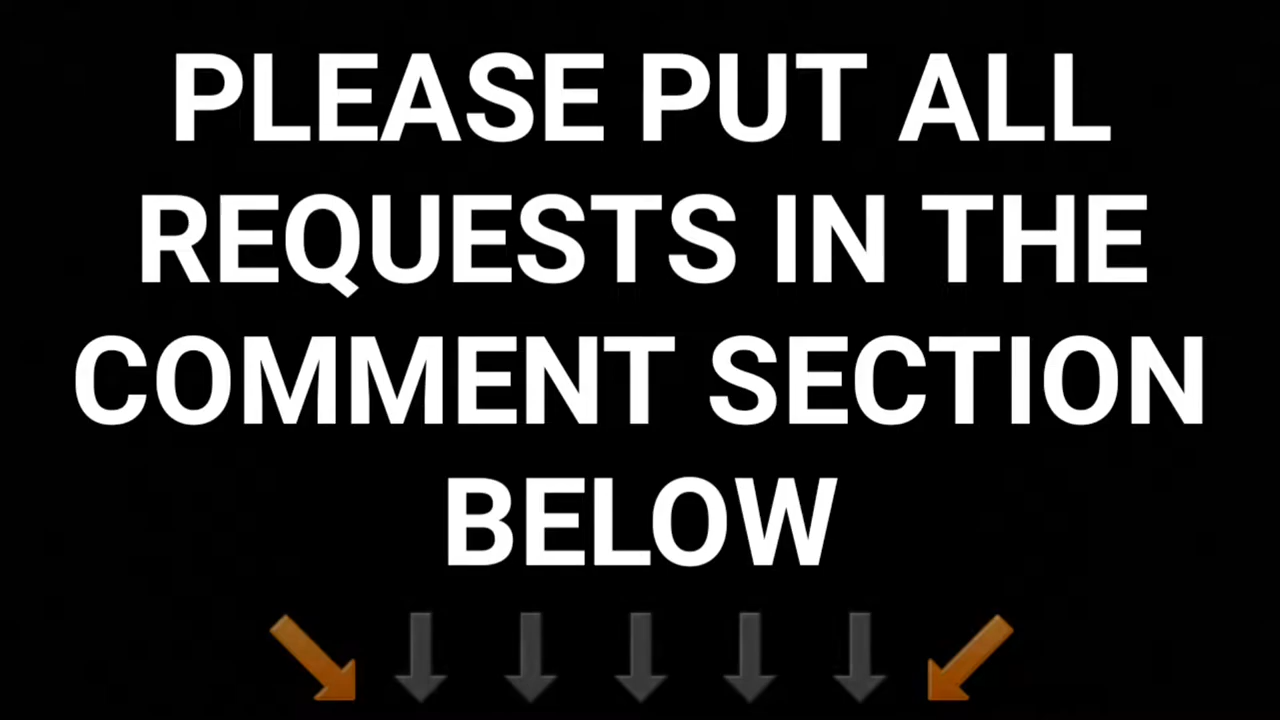 PLEASE PUT ALL
REQUESTS IN THE
COMMENT SECTION
BELOW